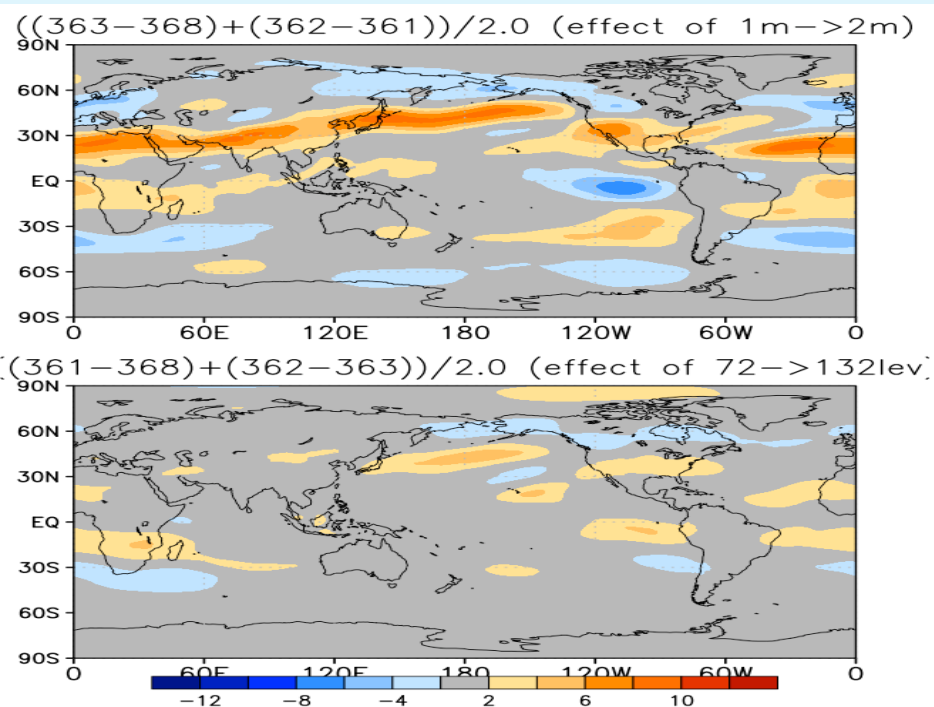 ((363−368)+(362−361))/2.0 (effect of 1m−>2m)
90N
60N
30N
EQ
30S
60S
90S
0 60E 120E 180 120W 60W 0
((361−368)+(362−363))/2.0 (effect of 72−>132lev)
90N
60N
30N
EQ
30S
60S
90S
0 60E 120E 180 120W 60W 0
−12 −8 −4 2 6 10